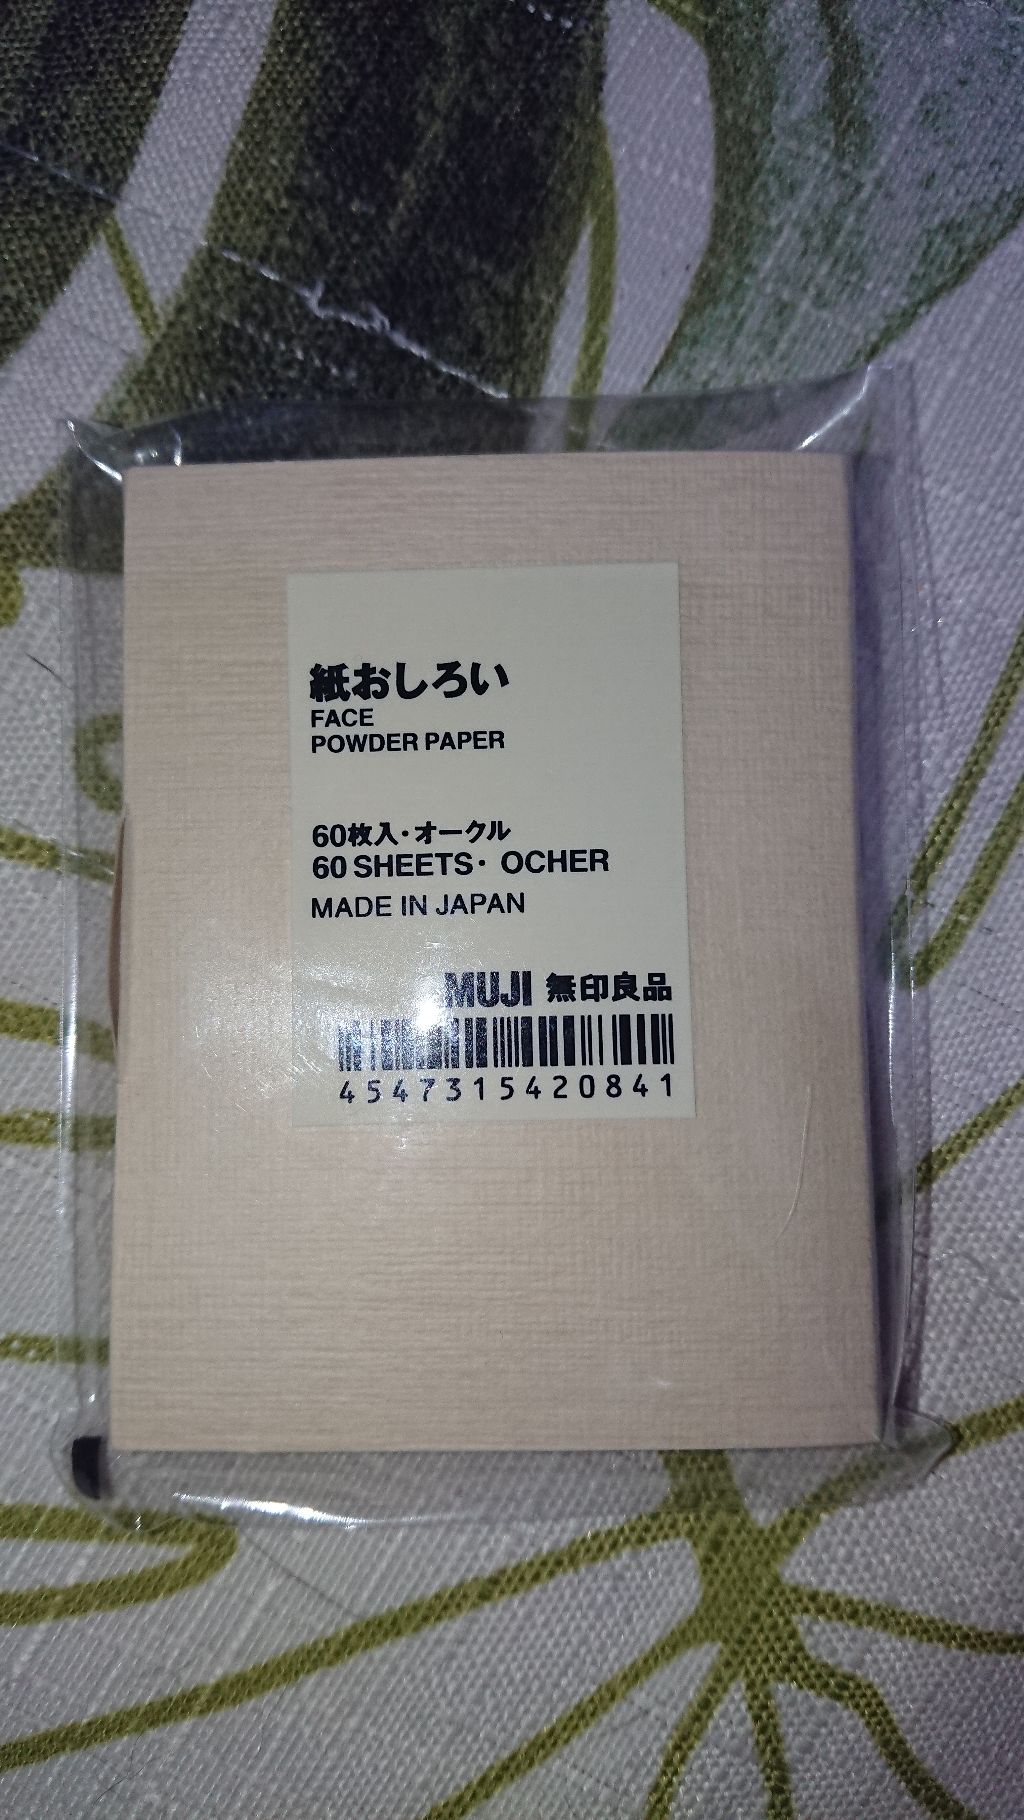 紙おしろい
FACE
POWDER PAPER
60枚入・オークル
60 SHEETS・ OCHER
MADE IN JAPAN
MUJI 無印良品
4547315420841